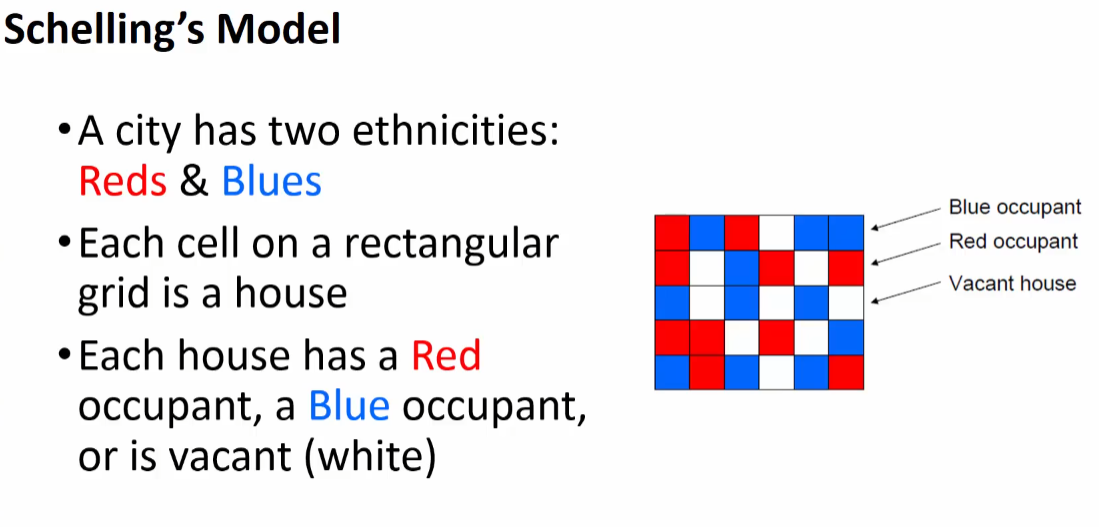 Schelling's Model
•A city has two ethnicities:
Reds & Blues
•Each cell on a rectangular
grid is a house
•Each house has a Red
occupant, a Blue occupant,
or is vacant (white)
Blue occupant
Red occupant
Vacant house